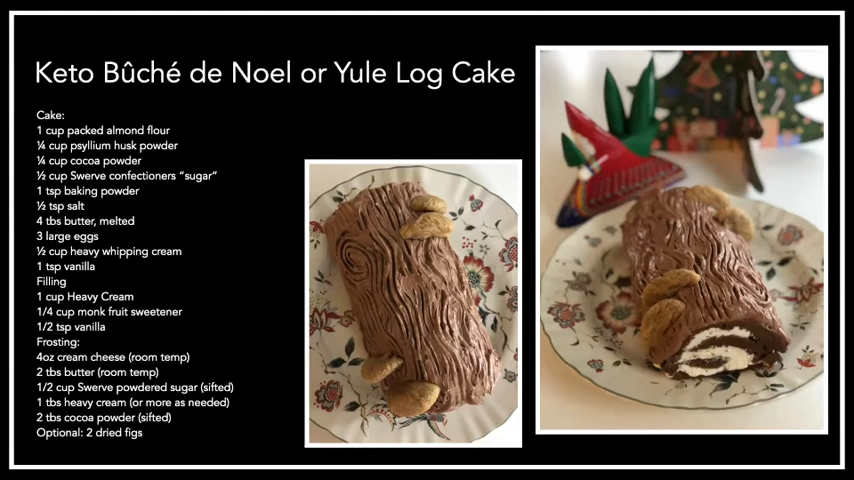 Keto Bûché de Noel or Yule Log Cake
Cake:
1 cup packed almond flour
¼ cup psyllium husk powder
¼ cup cocoa powder
½ cup Swerve confectioners “sugar”
1 tsp baking powder
½ tsp salt
4 tbs butter, melted
3 large eggs
½ cup heavy whipping cream
1 tsp vanilla
Filling
1 cup Heavy Cream
1/4 cup monk fruit sweetener
1/2 tsp vanilla
Frosting:
4oz cream cheese (room temp)
2 tbs butter (room temp)
1/2 cup Swerve powdered sugar (sifted)
1 tbs heavy cream (or more as needed)
2 tbs cocoa powder (sifted)
Optional: 2 dried figs